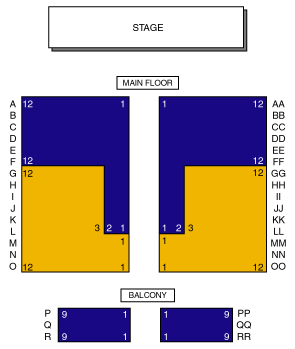 STAGE
MAIN FLOOR
A 12 1 1 12 AA
B BB
C CC
D DD
E EE
F 12 12 FF
G 12 12 GG
H HH
I II
J JJ
K KK
L 3 2 1 1 2 3 LL
M 1 1 MM
N NN
O 12 1 1 12 OO
BALCONY
P 9 1 1 9 PP
Q QQ
R 9 1 1 9 RR